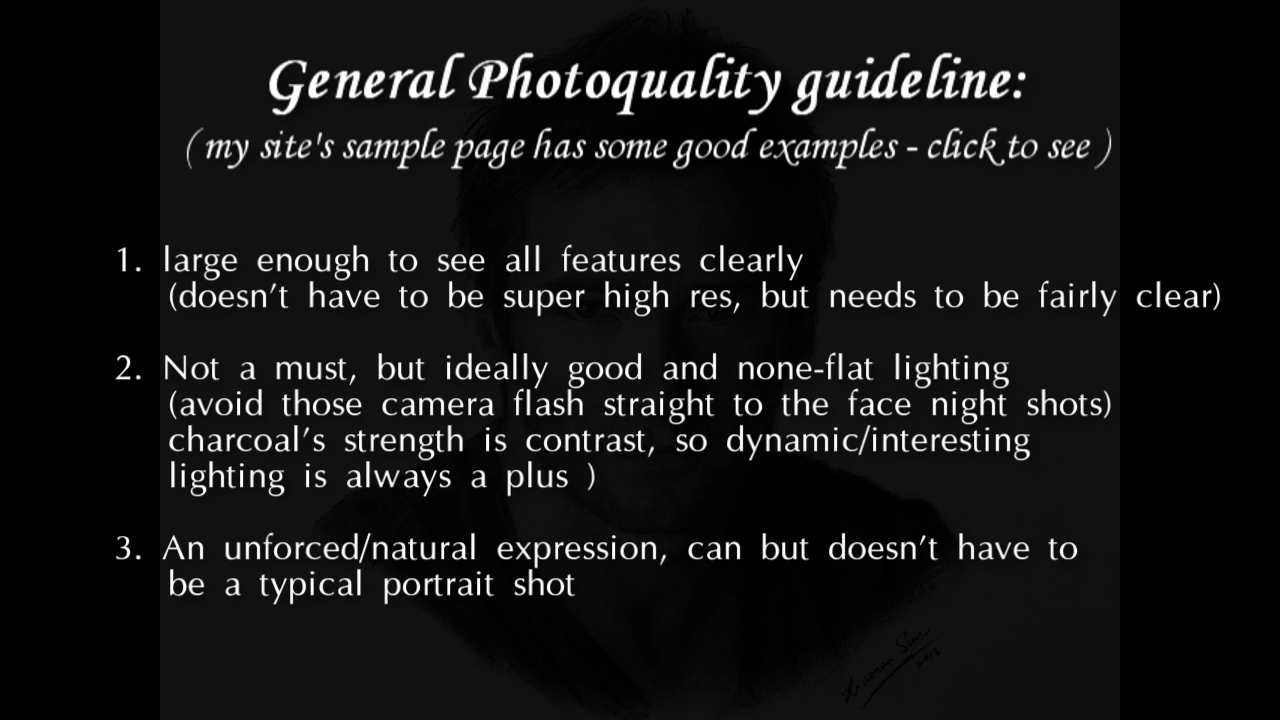 General Photoquality guideline:
( my site's sample page has some good examples - click to see )
1. large enough to see all features clearly
(doesn't have to be super high res, but needs to be fairly clear)
2. Not a must, but ideally good and none-flat lighting
(avoid those camera flash straight to the face night shots)
charcoal's strength is contrast, so dynamic/interesting
lighting is always a plus )
3. An unforced/natural expression, can but doesn't have to
be a typical portrait shot